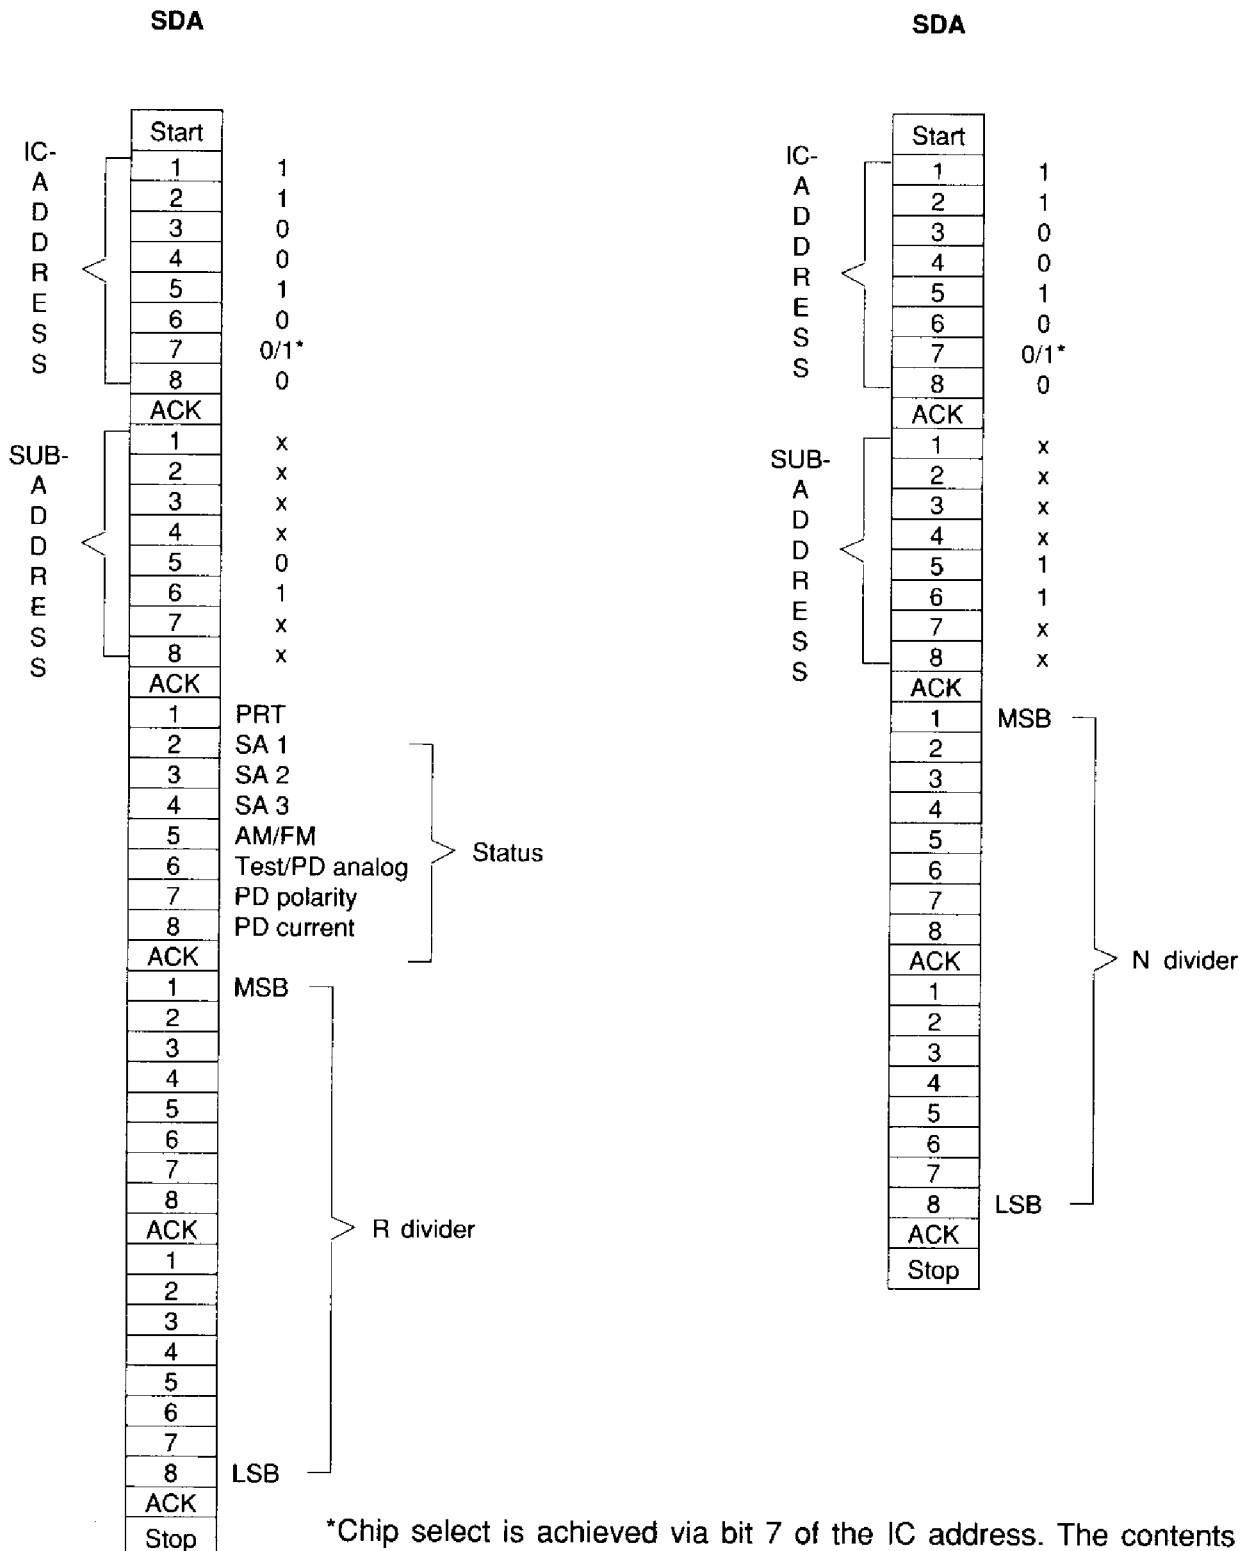 SDA
Start
IC-ADDRESS
1 1
2 1
3 0
4 0
5 1
6 0
7 0/1*
8 0
ACK
SUB-ADDRESS
1 x
2 x
3 x
4 x
5 0
6 1
7 x
8 x
ACK
1 PRT
2 SA 1
3 SA 2
4 SA 3
5 AM/FM
6 Test/PD analog
7 PD polarity
8 PD current
Status
ACK
1 MSB
2
3
4
5
6
7
8
ACK
R divider
1
2
3
4
5
6
7
8 LSB
ACK
Stop
SDA
Start
IC-ADDRESS
1 1
2 1
3 0
4 0
5 1
6 0
7 0/1*
8 0
ACK
SUB-ADDRESS
1 x
2 x
3 x
4 x
5 1
6 1
7 x
8 x
ACK
1 MSB
2
3
4
5
6
7
8
ACK
N divider
1
2
3
4
5
6
7
8 LSB
ACK
Stop
*Chip select is achieved via bit 7 of the IC address. The contents